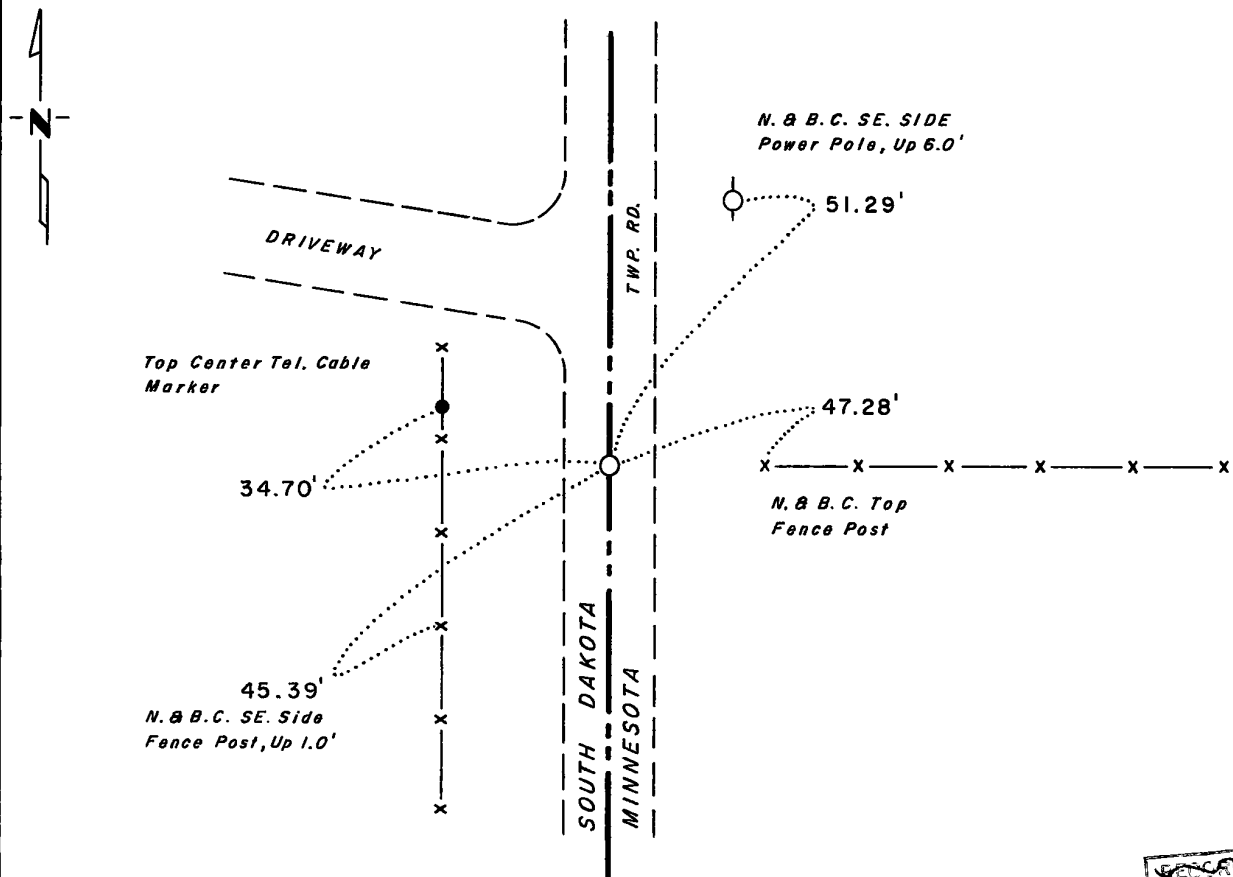 N
N. & B.C. SE. SIDE
Power Pole, Up 6.0'
51.29'
TWP. RD.
DRIVEWAY
Top Center Tel. Cable
Marker
47.28'
34.70'
N. & B.C. Top
Fence Post
45.39'
N. & B.C. SE. Side
Fence Post, Up 1.0'
SOUTH DAKOTA
MINNESOTA